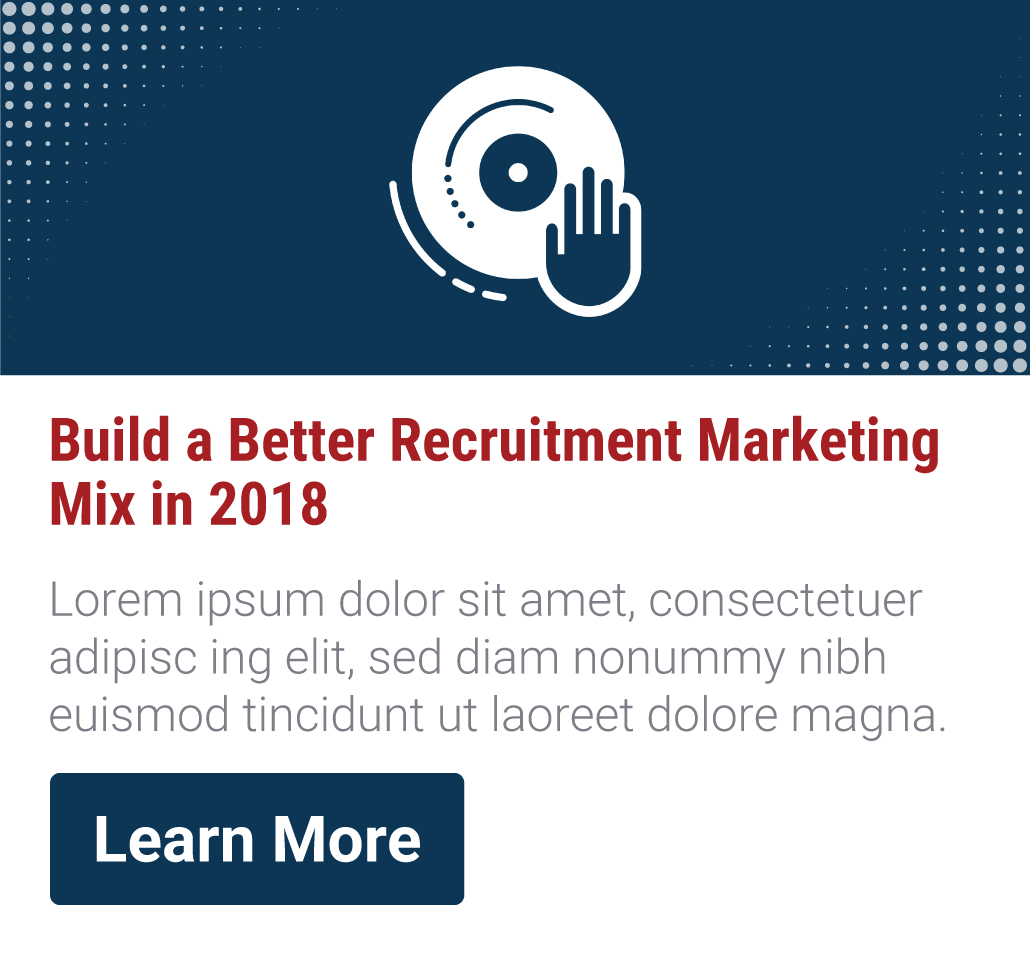 Build a Better Recruitment Marketing
Mix in 2018
Lorem ipsum dolor sit amet, consectetuer
adipisc ing elit, sed diam nonummy nibh
euismod tincidunt ut laoreet dolore magna.
Learn More